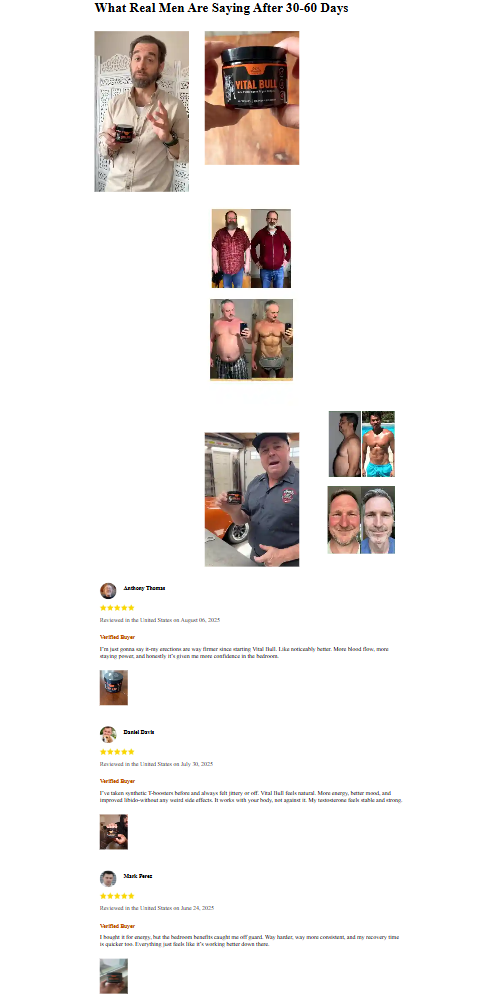 What Real Men Are Saying After 30-60 Days
VITAL BULL
Anthony Thomas
Reviewed in the United States on August 06, 2025
Verified Buyer
I'm just gonna say it-my erections are way firmer since starting Vital Bull. Like noticeably better. More blood flow, more
staying power, and honestly it's given me more confidence in the bedroom.
Daniel Davis
Reviewed in the United States on July 30, 2025
Verified Buyer
I've taken synthetic T-boosters before and always felt jittery or off. Vital Bull feels natural. More energy, better mood, and
improved libido-without any weird side effects. It works with your body, not against it. My testosterone feels stable and strong.
Mark Perez
Reviewed in the United States on June 24, 2025
Verified Buyer
I bought it for energy, but the bedroom benefits caught me off guard. Way harder, way more consistent, and my recovery time
is quicker too. Everything just feels like it's working better down there.